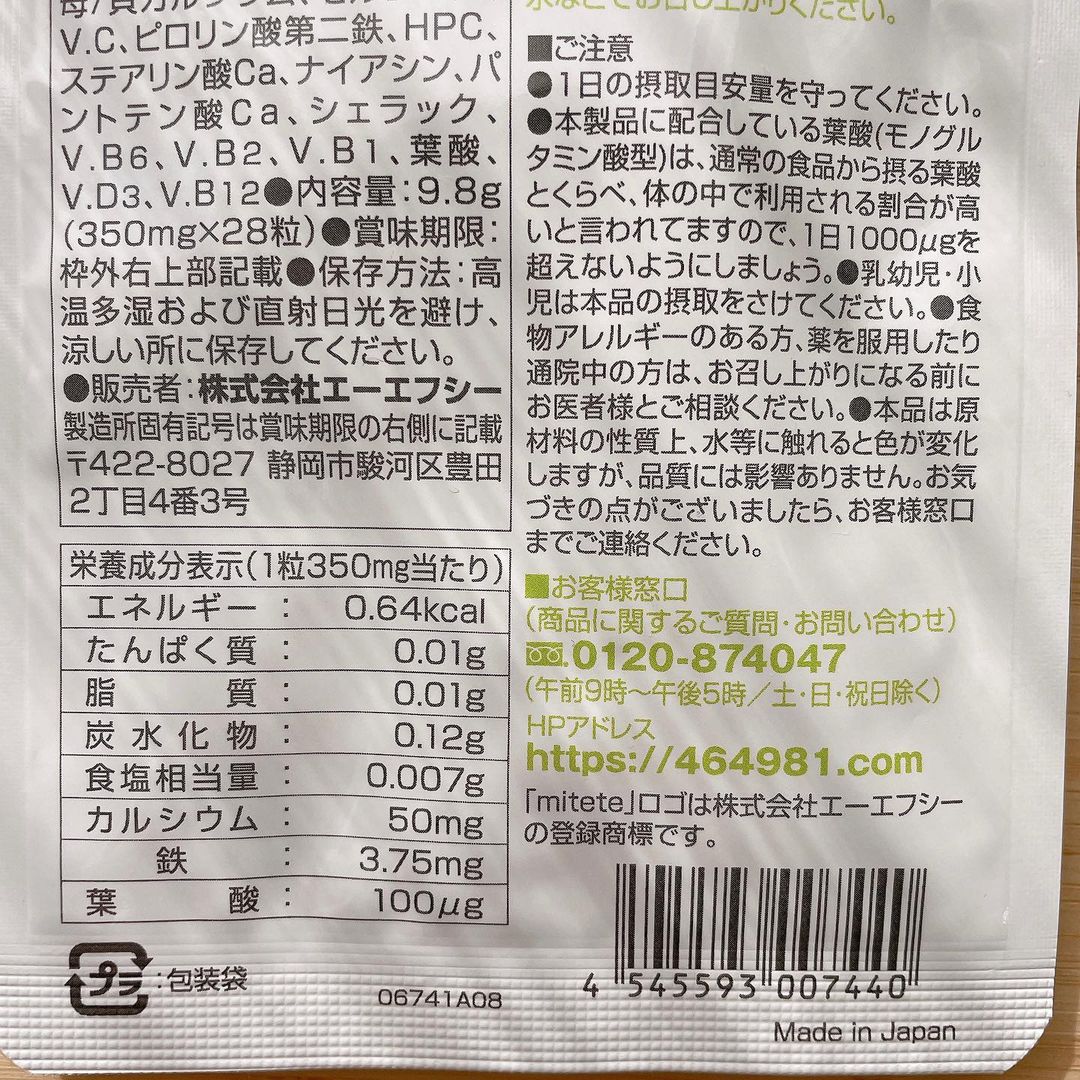 V.C、ピロリン酸第二鉄、HPC、
ステアリン酸Ca、ナイアシン、パ
ントテン酸Ca、シェラック、
V.B6、V.B2、V.B1、葉酸、
V.D3、V.B12●内容量:9.8g
(350mg×28粒)●賞味期限:
枠外右上部記載●保存方法:高
温多湿および直射日光を避け、
涼しい所に保存してください。
●販売者:株式会社エーエフシー
製造所固有記号は賞味期限の右側に記載
〒422-8027 静岡市駿河区豊田
2丁目4番3号
栄養成分表示(1粒350mg当たり)
エネルギー: 0.64kcal
たんぱく質: 0.01g
脂質: 0.01g
炭水化物: 0.12g
食塩相当量: 0.007g
カルシウム: 50mg
鉄: 3.75mg
葉酸: 100μg
プラ:包装袋
06741A08
■ご注意
●1日の摂取目安量を守ってください。
●本製品に配合している葉酸(モノグル
タミン酸型)は、通常の食品から摂る葉酸
とくらべ、体の中で利用される割合が高
いと言われてますので、1日1000μgを
超えないようにしましょう。●乳幼児・小
児は本品の摂取をさけてください。●食
物アレルギーのある方、薬を服用したり
通院中の方は、お召し上がりになる前に
お医者様とご相談ください。●本品は原
材料の性質上、水等に触れると色が変化
しますが、品質には影響ありません。お気
づきの点がございましたら、お客様窓口
までご連絡ください。
■お客様窓口
(商品に関するご質問・お問い合わせ)
0120-874047
(午前9時〜午後5時/土・日・祝日除く)
HPアドレス
https://464981.com
「mitete」ロゴは株式会社エーエフシー
の登録商標です。
4 545593 007440
Made in Japan